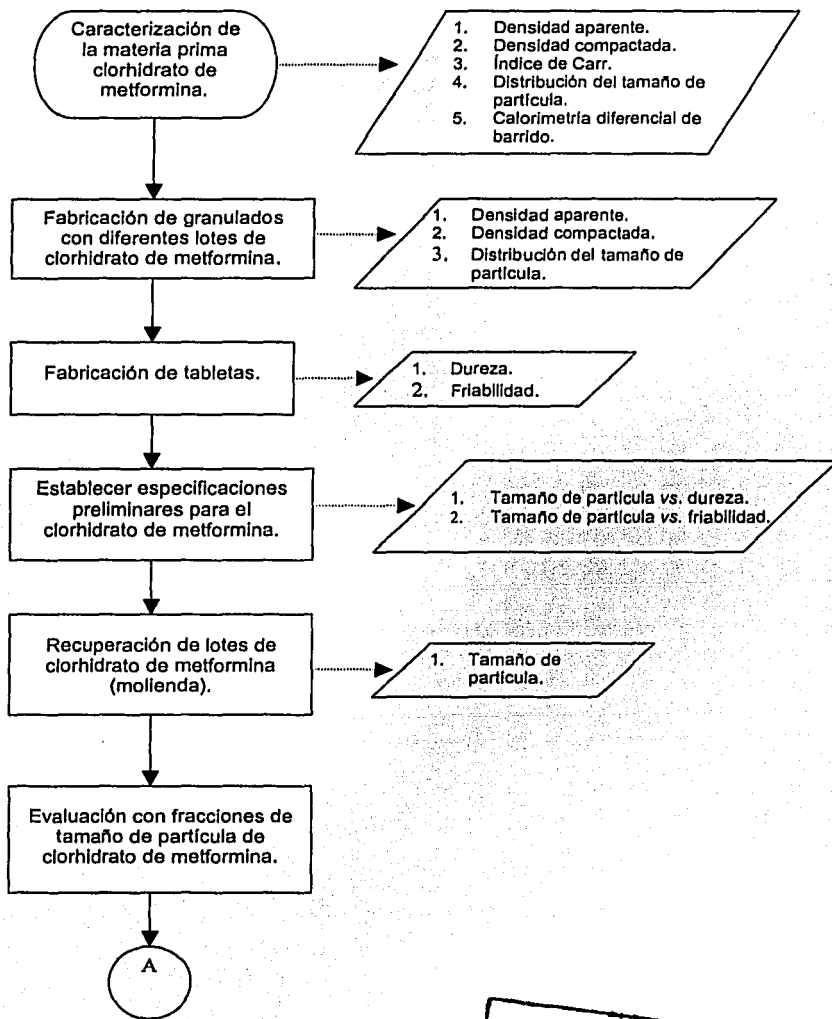 Caracterización de
la materia prima
clorhidrato de
metformina.
1. Densidad aparente.
2. Densidad compactada.
3. Índice de Carr.
4. Distribución del tamaño de
partícula.
5. Calorimetría diferencial de
barrido.
Fabricación de granulados
con diferentes lotes de
clorhidrato de metformina.
1. Densidad aparente.
2. Densidad compactada.
3. Distribución del tamaño de
partícula.
Fabricación de tabletas.
1. Dureza.
2. Friabilidad.
Establecer especificaciones
preliminares para el
clorhidrato de metformina.
1. Tamaño de partícula vs. dureza.
2. Tamaño de partícula vs. friabilidad.
Recuperación de lotes de
clorhidrato de metformina
(molienda).
1. Tamaño de
partícula.
Evaluación con fracciones de
tamaño de partícula de
clorhidrato de metformina.
A